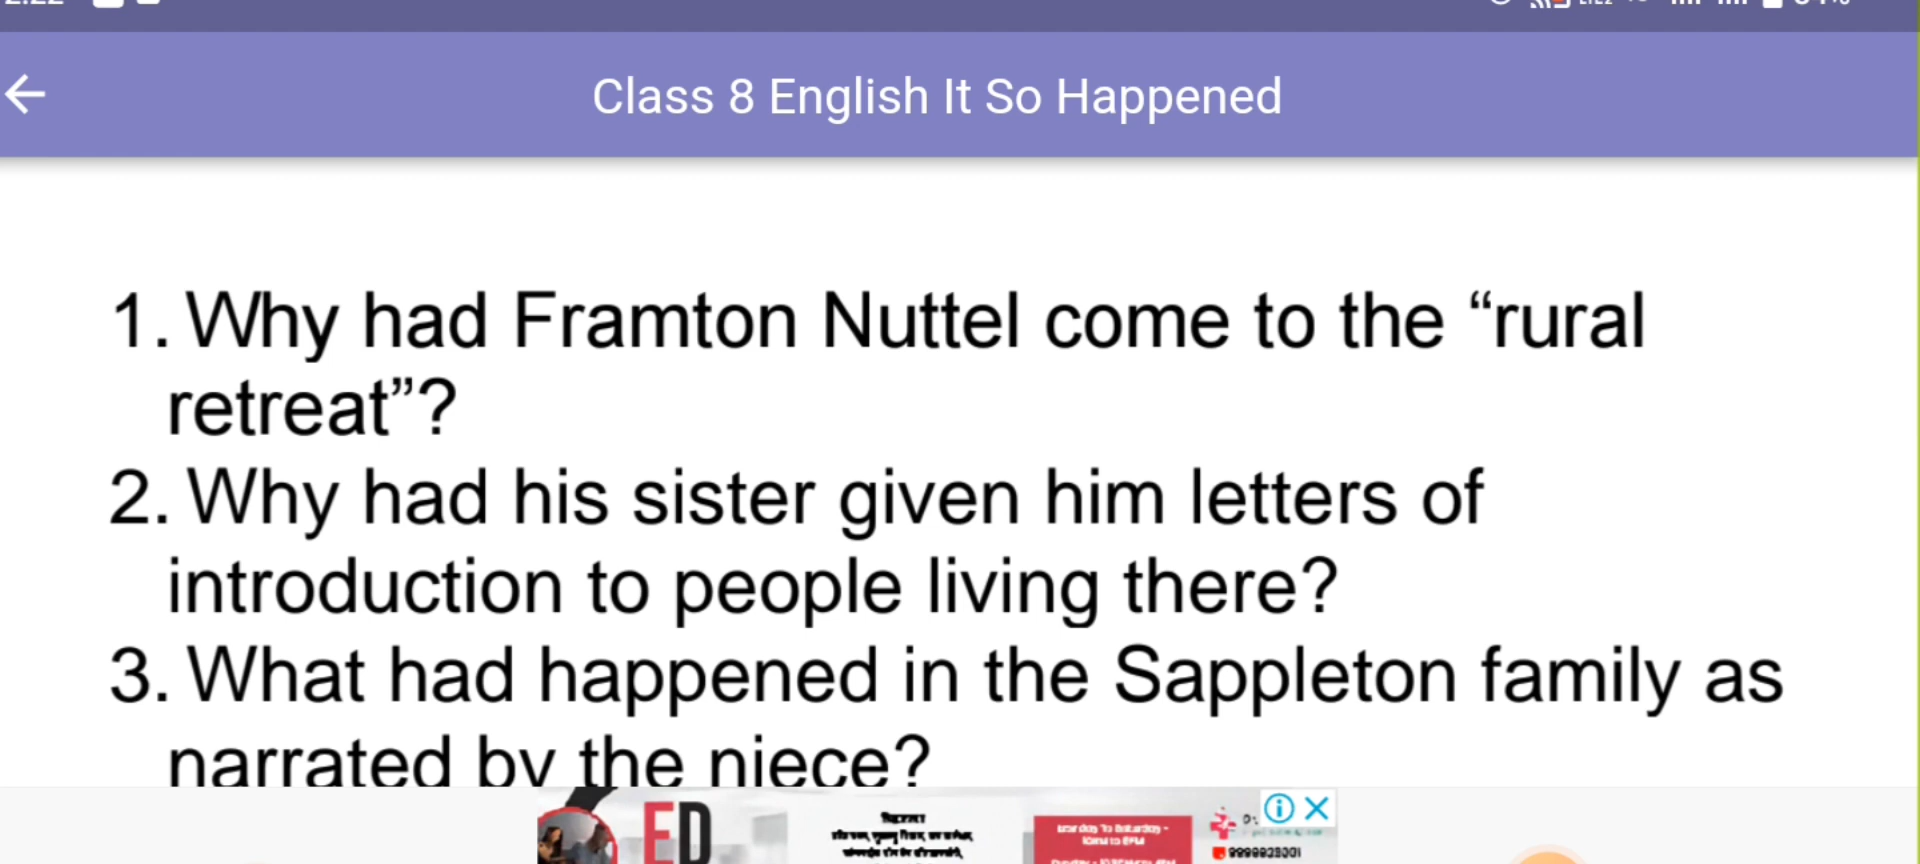 Class 8 English It So Happened
1. Why had Framton Nuttel come to the “rural
retreat”?
2. Why had his sister given him letters of
introduction to people living there?
3. What had happened in the Sappleton family as
narrated by the niece?
ED